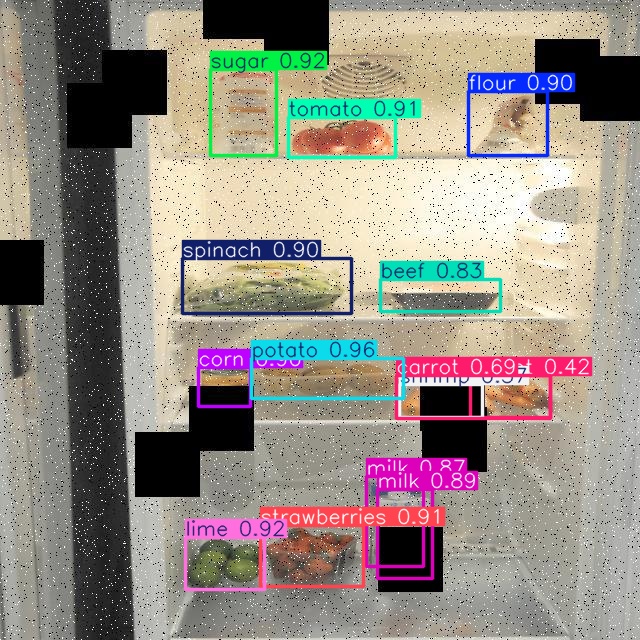 sugar 0.92
flour 0.90
tomato 0.91
spinach 0.90
beef 0.83
potato 0.96
corn
carrot 0.69
0.42
shrimp
milk 0.87
milk 0.89
strawberries 0.91
lime 0.92